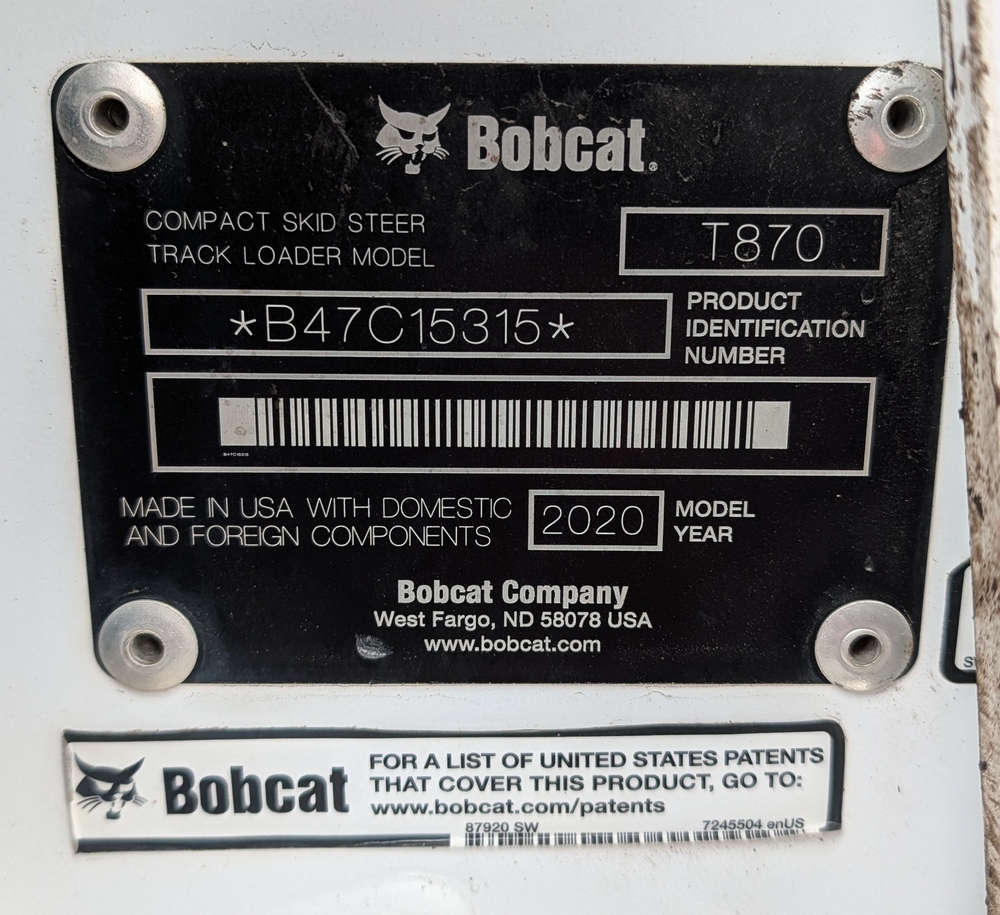 Bobcat®
COMPACT SKID STEER
TRACK LOADER MODEL
T870
*B47C15315*
PRODUCT
IDENTIFICATION
NUMBER
B47C15315
MADE IN USA WITH DOMESTIC
AND FOREIGN COMPONENTS
2020
MODEL
YEAR
Bobcat Company
West Fargo, ND 58078 USA
www.bobcat.com
Bobcat
FOR A LIST OF UNITED STATES PATENTS
THAT COVER THIS PRODUCT, GO TO:
www.bobcat.com/patents
87920 SW
7245504 enUS